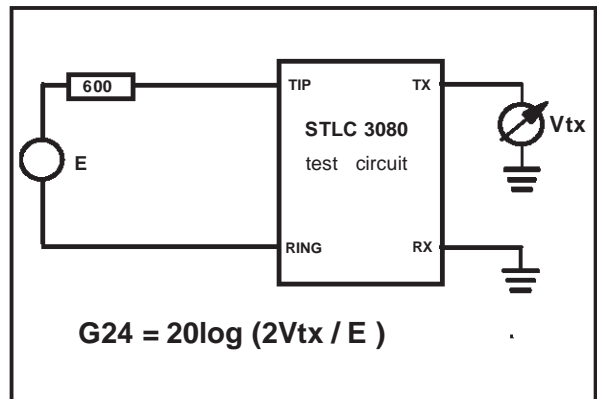 600
TIP
TX
STLC 3080
Vtx
E
test circuit
RING
RX
G24 = 20log (2Vtx / E )